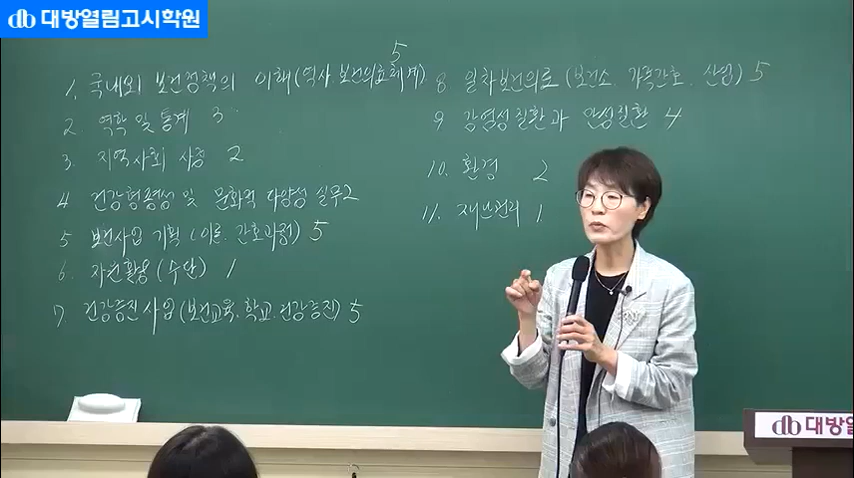 db 대방열림고시학원
5
1. 국내외 보건정책의 이해(역사 보건의료체계)
2 역학 및 통계 3
3. 지역사회 사정 2
4 건강형평성 및 문화적 다양성 실무2
5 보건사업 기획 (이론. 간호과정) 5
6. 자원활용 (수단) 1
7. 건강증진 사업 (보건교육. 학교. 건강증진) 5
8. 일차보건의료 (보건소. 가족간호. 산업) 5
9 감염성 질환과 만성질환 4
10. 환경 2
11. 재난관리 1
db 대방열